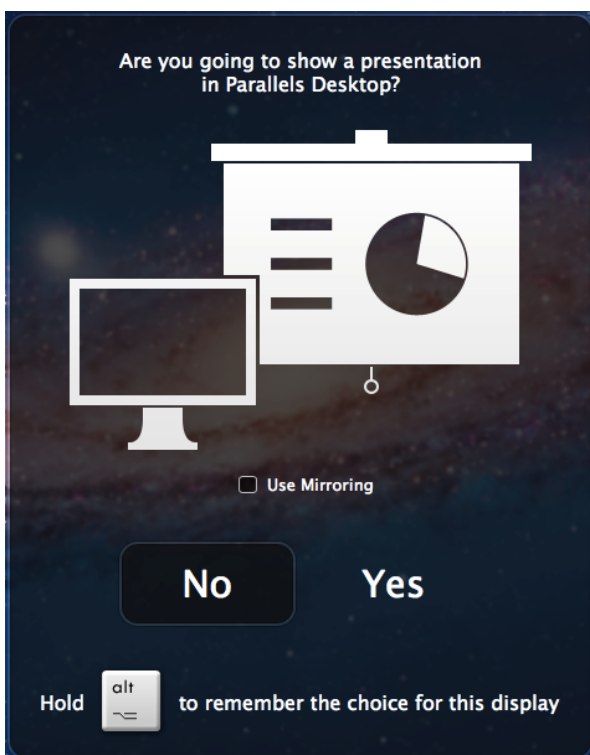 Are you going to show a presentation
in Parallels Desktop?
Use Mirroring
No Yes
Hold alt to remember the choice for this display